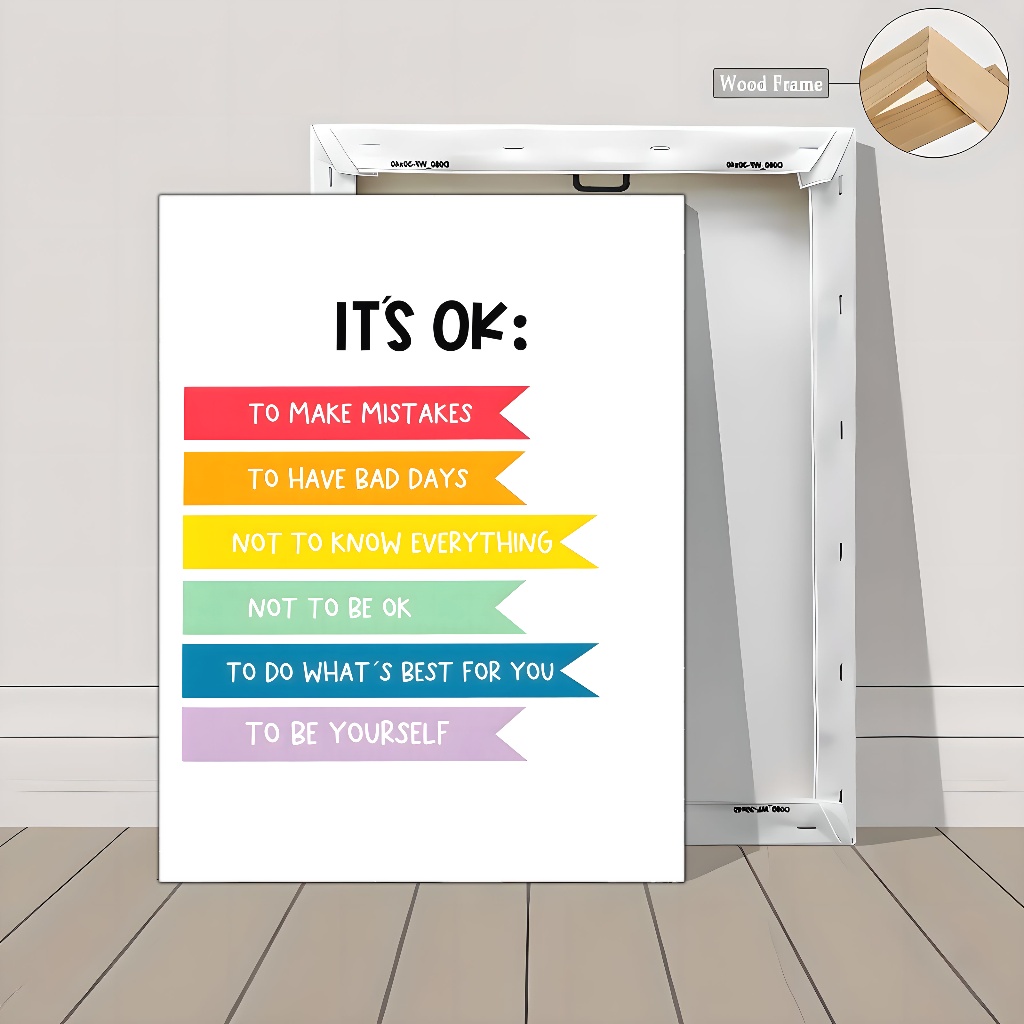 Wood Frame
IT´S OK:
TO MAKE MISTAKES
TO HAVE BAD DAYS
NOT TO KNOW EVERYTHING
NOT TO BE OK
TO DO WHAT´S BEST FOR YOU
TO BE YOURSELF